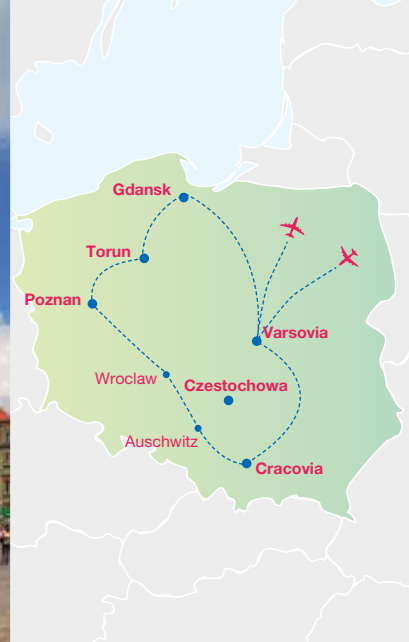 Gdansk
Torun
Poznan
Varsovia
Wroclaw
Czestochowa
Auschwitz
Cracovia